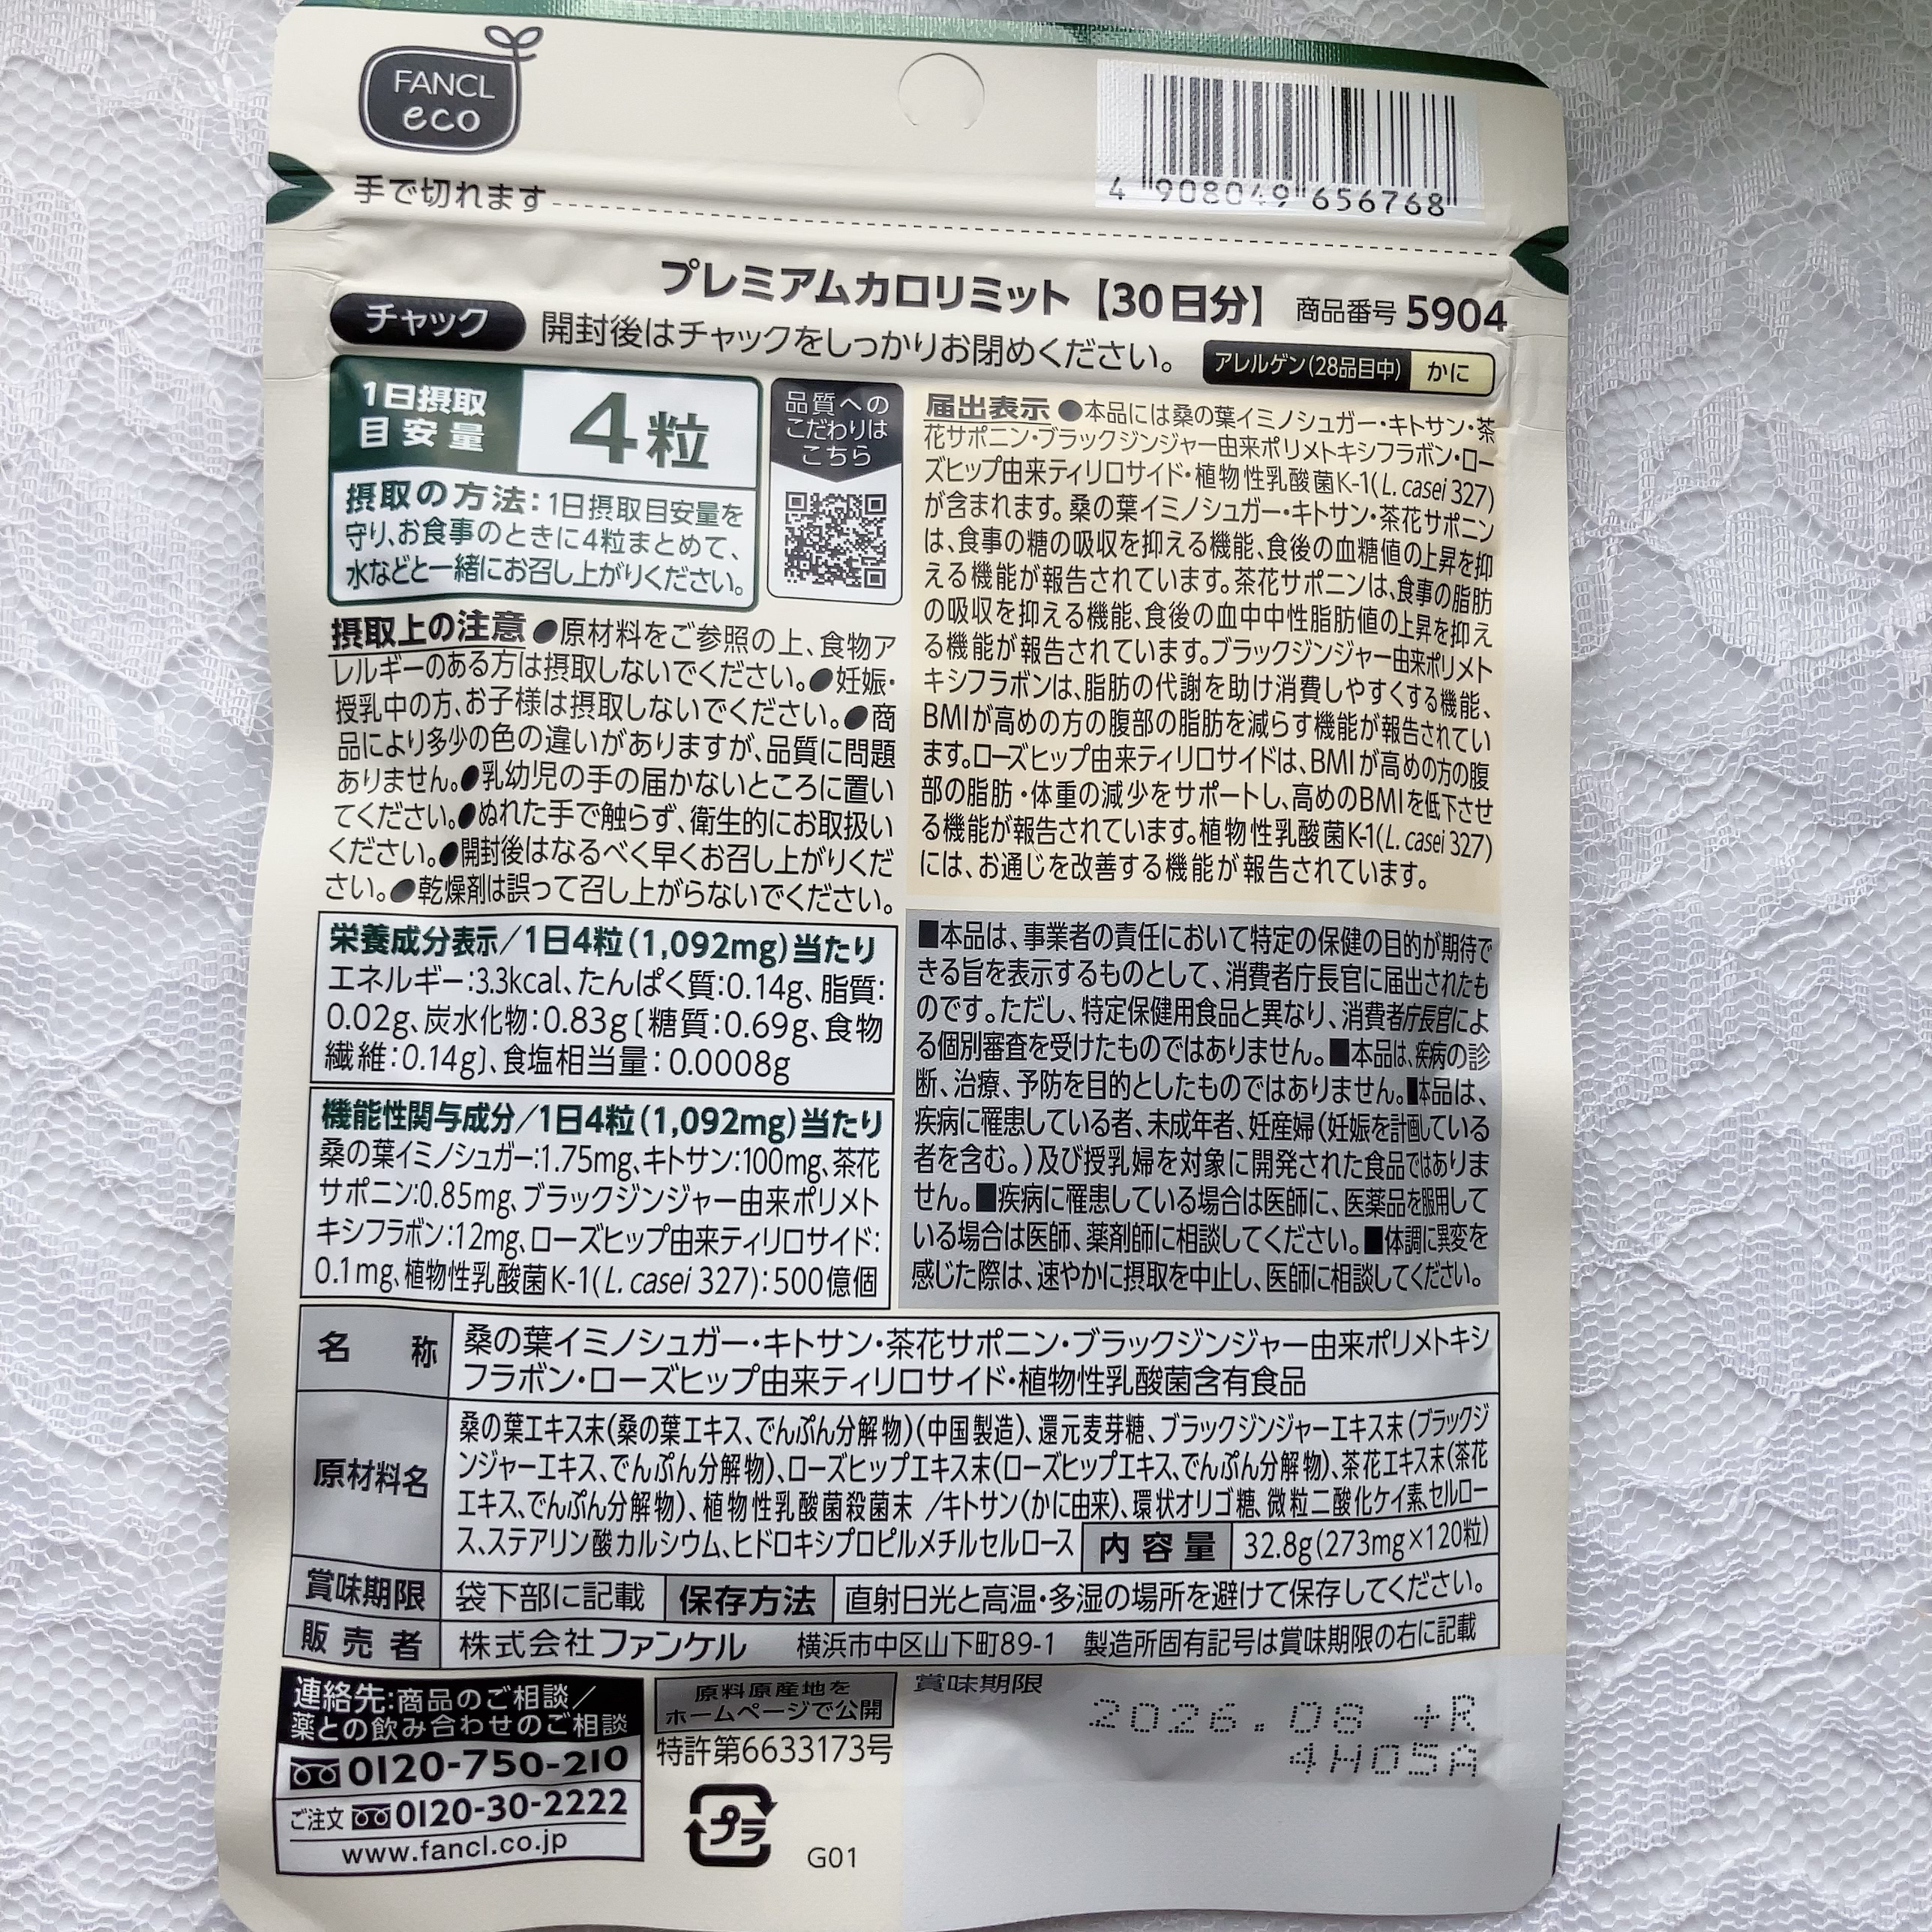 FANCL
eco
4 908049 656768
手で切れます
プレミアムカロリミット【30日分】 商品番号 5904
チャック 開封後はチャックをしっかりお閉めください。
アレルゲン(28品目中) かに
1日摂取
目安量
4粒
摂取の方法:1日摂取目安量を
守り、お食事のときに4粒まとめて、
水などと一緒にお召し上がりください。
品質への
こだわりは
こちら
摂取上の注意 ●原材料をご参照の上、食物ア
レルギーのある方は摂取しないでください。●妊娠・
授乳中の方、お子様は摂取しないでください。●商
品により多少の色の違いがありますが、品質に問題
ありません。●乳幼児の手の届かないところに置い
てください。●ぬれた手で触らず、衛生的にお取扱い
ください。●開封後はなるべく早くお召し上がりくだ
さい。●乾燥剤は誤って召し上がらないでください。
届出表示 ●本品には桑の葉イミノシュガー・キトサン・茶
花サポニン・ブラックジンジャー由来ポリメトキシフラボン・ロー
ズヒップ由来ティリロサイド・植物性乳酸菌K-1(L. casei 327)
が含まれます。桑の葉イミノシュガー・キトサン・茶花サポニン
は、食事の糖の吸収を抑える機能、食後の血糖値の上昇を抑
える機能が報告されています。茶花サポニンは、食事の脂肪
の吸収を抑える機能、食後の血中中性脂肪値の上昇を抑え
る機能が報告されています。ブラックジンジャー由来ポリメト
キシフラボンは、脂肪の代謝を助け消費しやすくする機能、
BMIが高めの方の腹部の脂肪を減らす機能が報告されてい
ます。ローズヒップ由来ティリロサイドは、BMIが高めの方の腹
部の脂肪・体重の減少をサポートし、高めのBMIを低下させ
る機能が報告されています。植物性乳酸菌K-1(L. casei 327)
には、お通じを改善する機能が報告されています。
栄養成分表示/1日4粒(1,092mg)当たり
エネルギー:3.3kcal、たんぱく質:0.14g、脂質:
0.02g、炭水化物:0.83g〔糖質:0.69g、食物
繊維:0.14g〕、食塩相当量:0.0008g
機能性関与成分/1日4粒(1,092mg)当たり
桑の葉イミノシュガー:1.75mg、キトサン:100mg、茶花
サポニン:0.85mg、ブラックジンジャー由来ポリメト
キシフラボン:12mg、ローズヒップ由来ティリロサイド:
0.1mg、植物性乳酸菌K-1(L. casei 327):500億個
■本品は、事業者の責任において特定の保健の目的が期待で
きる旨を表示するものとして、消費者庁長官に届出されたも
のです。ただし、特定保健用食品と異なり、消費者庁長官によ
る個別審査を受けたものではありません。■本品は、疾病の診
断、治療、予防を目的としたものではありません。■本品は、
疾病に罹患している者、未成年者、妊産婦(妊娠を計画している
者を含む。)及び授乳婦を対象に開発された食品ではありま
せん。■疾病に罹患している場合は医師に、医薬品を服用して
いる場合は医師、薬剤師に相談してください。■体調に異変を
感じた際は、速やかに摂取を中止し、医師に相談してください。
名称 桑の葉イミノシュガー・キトサン・茶花サポニン・ブラックジンジャー由来ポリメトキシ
フラボン・ローズヒップ由来ティリロサイド・植物性乳酸菌含有食品
原材料名 桑の葉エキス末(桑の葉エキス、でんぷん分解物)(中国製造)、還元麦芽糖、ブラックジンジャーエキス末(ブラックジ
ンジャーエキス、でんぷん分解物)、ローズヒップエキス末(ローズヒップエキス、でんぷん分解物)、茶花エキス末(茶花
エキス、でんぷん分解物)、植物性乳酸菌殺菌末/キトサン(かに由来)、環状オリゴ糖、微粒二酸化ケイ素、セルロー
ス、ステアリン酸カルシウム、ヒドロキシプロピルメチルセルロース 内容量 32.8g(273mg×120粒)
賞味期限 袋下部に記載 保存方法 直射日光と高温・多湿の場所を避けて保存してください。
販売者 株式会社ファンケル 横浜市中区山下町89-1 製造所固有記号は賞味期限の右に記載
連絡先:商品のご相談/
薬との飲み合わせのご相談
0120-750-210
ご注文 0120-30-2222
www.fancl.co.jp
原料原産地を
ホームページで公開
特許第6633173号
プラ
G01
賞味期限
2026.08 +R
4H05A